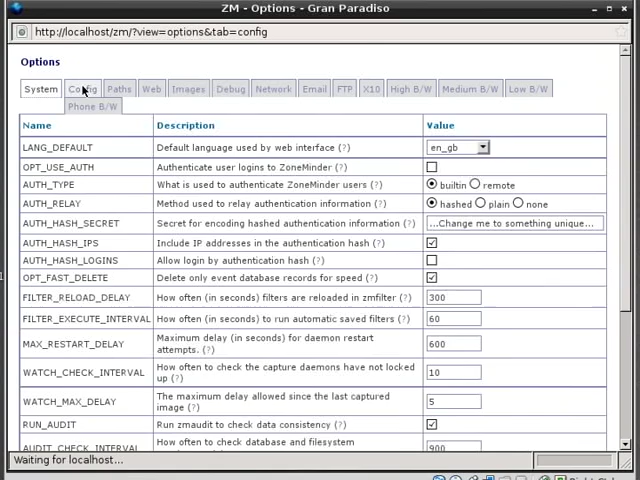 ZM - Options - Gran Paradiso
http://localhost/zm/?view=options&tab=config
Options
System Config Paths Web Images Debug Network Email FTP X10 High B/W Medium B/W Low B/W
Phone B/W
Name Description Value
LANG_DEFAULT Default language used by web interface (?) en_gb
OPT_USE_AUTH Authenticate user logins to ZoneMinder (?)
AUTH_TYPE What is used to authenticate ZoneMinder users (?) builtin remote
AUTH_RELAY Method used to relay authentication information (?) hashed plain none
AUTH_HASH_SECRET Secret for encoding hashed authentication information (?) ...Change me to something unique...
AUTH_HASH_IPS Include IP addresses in the authentication hash (?)
AUTH_HASH_LOGINS Allow login by authentication hash (?)
OPT_FAST_DELETE Delete only event database records for speed (?)
FILTER_RELOAD_DELAY How often (in seconds) filters are reloaded in zmfilter (?) 300
FILTER_EXECUTE_INTERVAL How often (in seconds) to run automatic saved filters (?) 60
MAX_RESTART_DELAY Maximum delay (in seconds) for daemon restart attempts. (?) 600
WATCH_CHECK_INTERVAL How often to check the capture daemons have not locked up (?) 10
WATCH_MAX_DELAY The maximum delay allowed since the last captured image (?) 5
RUN_AUDIT Run zmaudit to check data consistency (?)
AUDIT_CHECK_INTERVAL How often to check database and filesystem 900
Waiting for localhost...